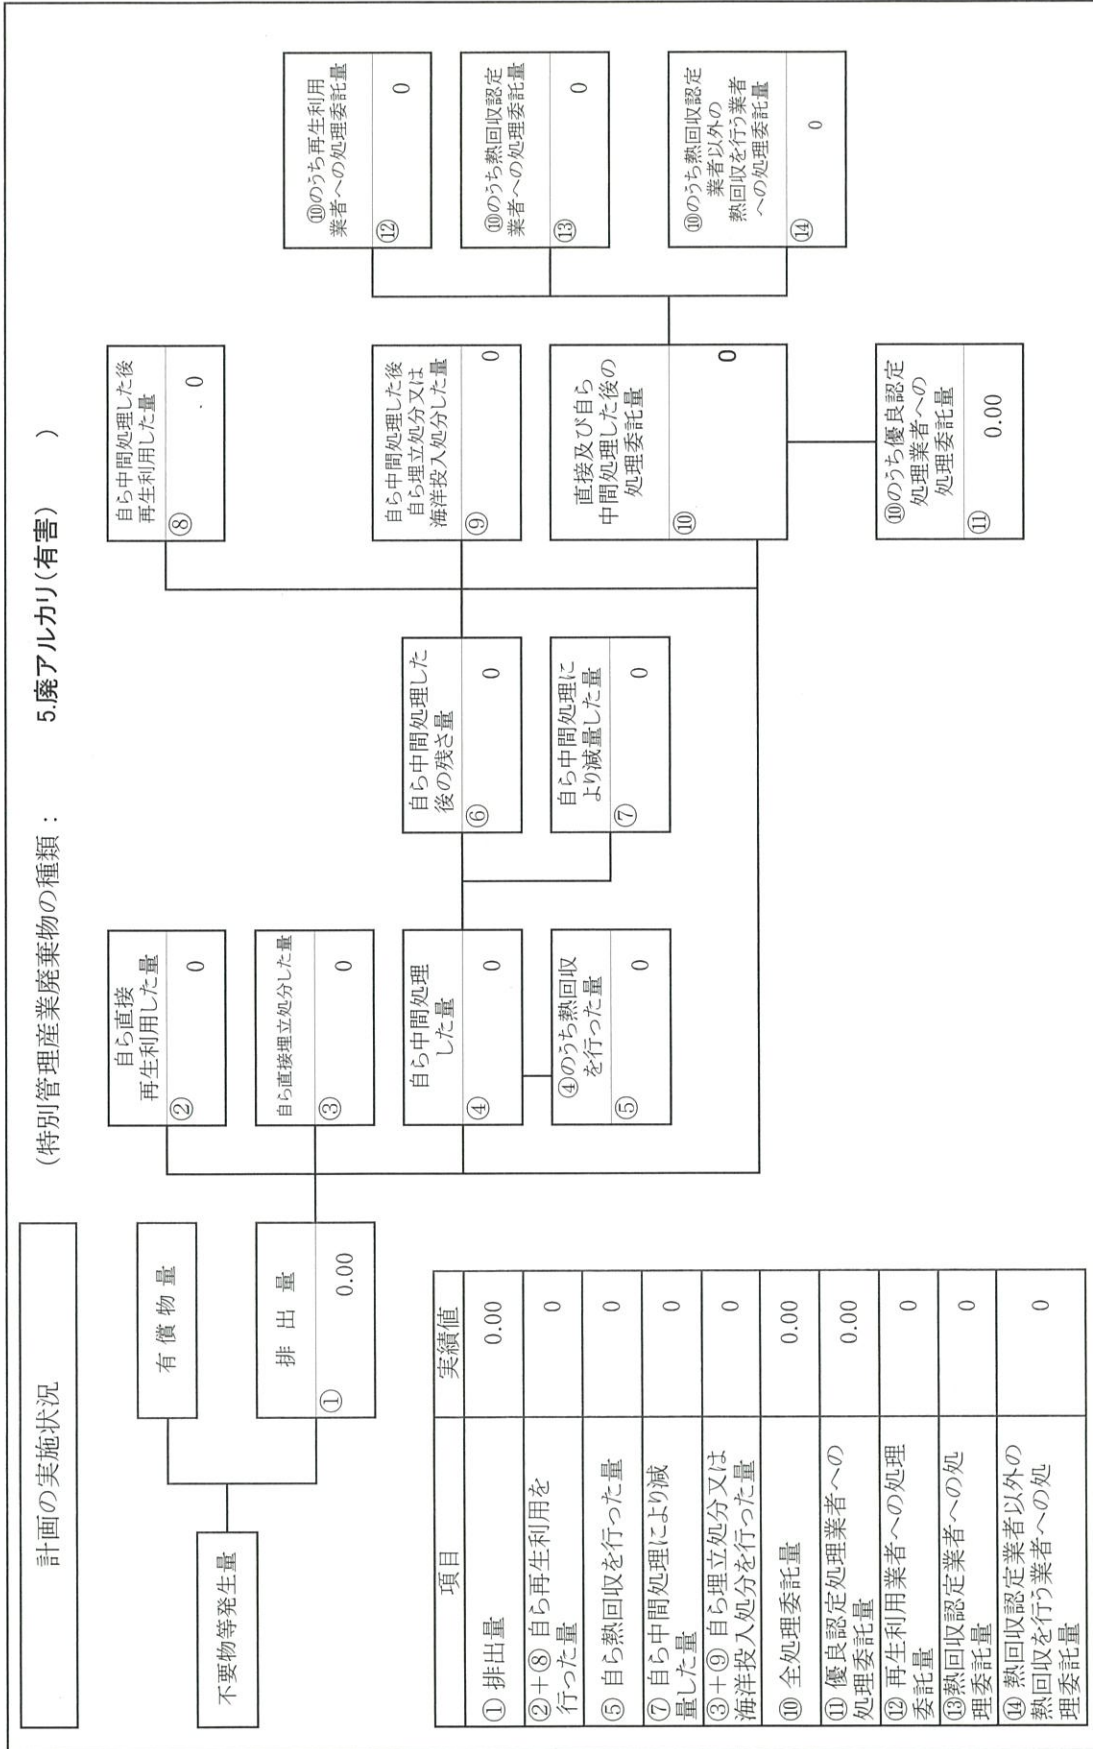 計画の実施状況
(特別管理産業廃棄物の種類： 5.廃アルカリ(有害) )
不要物等発生量
有 償 物 量
排 出 量
① 0.00
自ら直接
再生利用した量
② 0
自ら直接埋立処分した量
③ 0
自ら中間処理
した量
④ 0
④のうち熱回収
を行った量
⑤ 0
自ら中間処理した
後の残さ量
⑥ 0
自ら中間処理に
より減量した量
⑦ 0
自ら中間処理した後
再生利用した量
⑧ 0
自ら中間処理した後
自ら埋立処分又は
海洋投入処分した量
⑨ 0
直接及び自ら
中間処理した後の
処理委託量
⑩ 0
⑩のうち優良認定
処理業者への
処理委託量
⑪ 0.00
⑩のうち再生利用
業者への処理委託量
⑫ 0
⑩のうち熱回収認定
業者への処理委託量
⑬ 0
⑩のうち熱回収認定
業者以外の
熱回収を行う業者
への処理委託量
⑭ 0
項目 実績値
① 排出量 0.00
②+⑧ 自ら再生利用を
行った量 0
⑤ 自ら熱回収を行った量 0
⑦ 自ら中間処理により減
量した量 0
③+⑨ 自ら埋立処分又は
海洋投入処分を行った量 0
⑩ 全処理委託量 0.00
⑪ 優良認定処理業者への
処理委託量 0.00
⑫ 再生利用業者への処理
委託量 0
⑬熱回収認定業者への処
理委託量 0
⑭ 熱回収認定業者以外の
熱回収を行う業者への処
理委託量 0